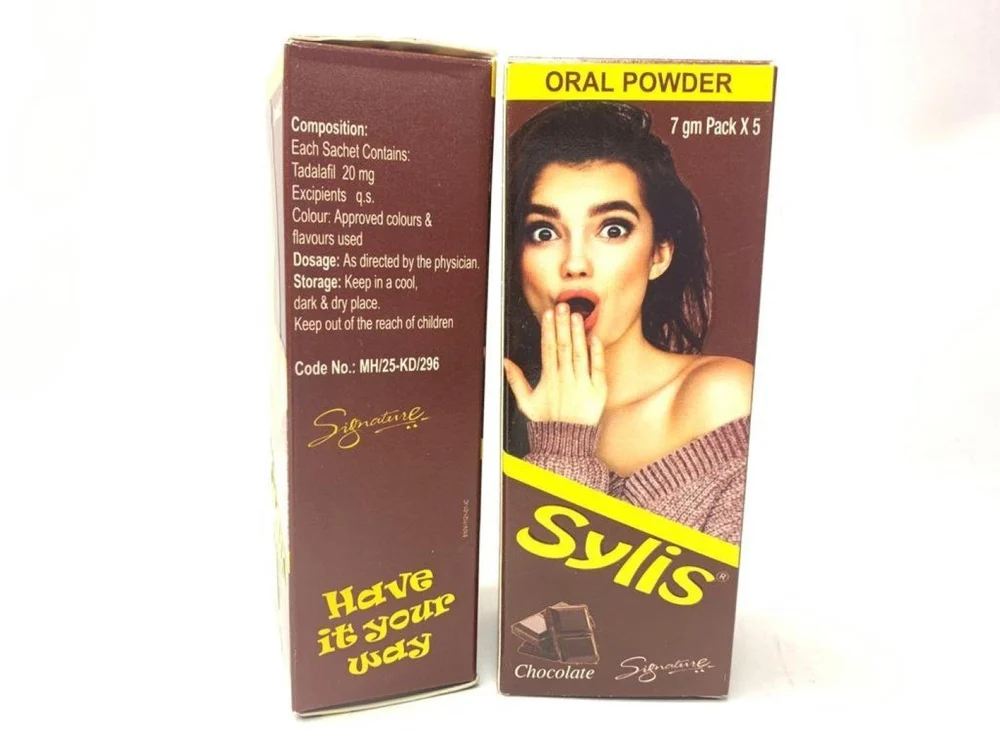 Composition:
Each Sachet Contains:
Tadalafil 20 mg
Excipients q.s.
Colour: Approved colours &
flavours used
Dosage: As directed by the physician.
Storage: Keep in a cool,
dark & dry place.
Keep out of the reach of children
Code No.: MH/25-KD/296
Signature
Have
it your
way
ORAL POWDER
7 gm Pack X 5
Sylis®
Chocolate
Signature